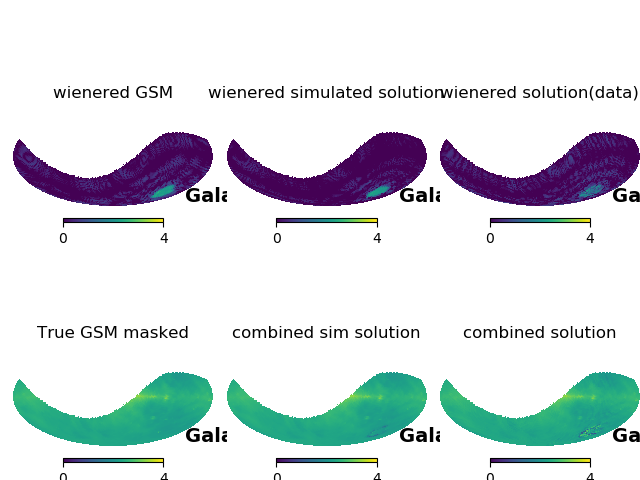 wienered GSM
wienered simulated solution
wienered solution(data)
Gala
Gala
Ga
0 4
0 4
0 4
True GSM masked
combined sim solution
combined solution
Gala
Gala
Ga
0 4
0 4
0 4